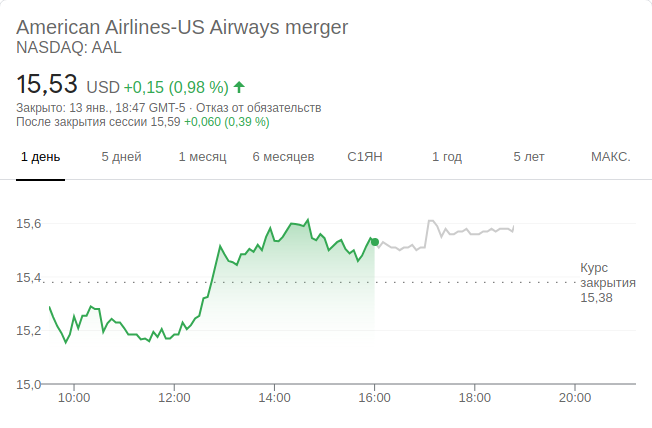 American Airlines-US Airways merger
NASDAQ: AAL
15,53 USD +0,15 (0,98 %)
Закрыто: 13 янв., 18:47 GMT-5 · Отказ от обязательств
После закрытия сессии 15,59 +0,060 (0,39 %)
1 день 5 дней 1 месяц 6 месяцев С1ЯН 1 год 5 лет МАКС.
15,6
Курс
15,4
закрытия
15,38
15,2
15,0
10:00 12:00 14:00 16:00 18:00 20:00